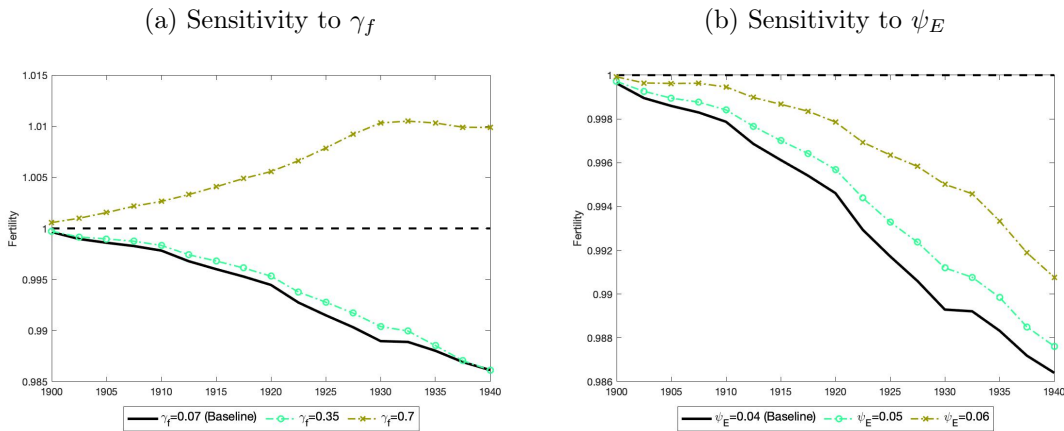 (a) Sensitivity to γ_f
(b) Sensitivity to ψ_E
1.015
1.01
1.005
1
0.995
0.99
0.985
Fertility
1900 1905 1910 1915 1920 1925 1930 1935 1940
γ_f=0.07 (Baseline) γ_f=0.35 γ_f=0.7
1
0.998
0.996
0.994
0.992
0.99
0.988
0.986
Fertility
1900 1905 1910 1915 1920 1925 1930 1935 1940
ψ_E=0.04 (Baseline) ψ_E=0.05 ψ_E=0.06